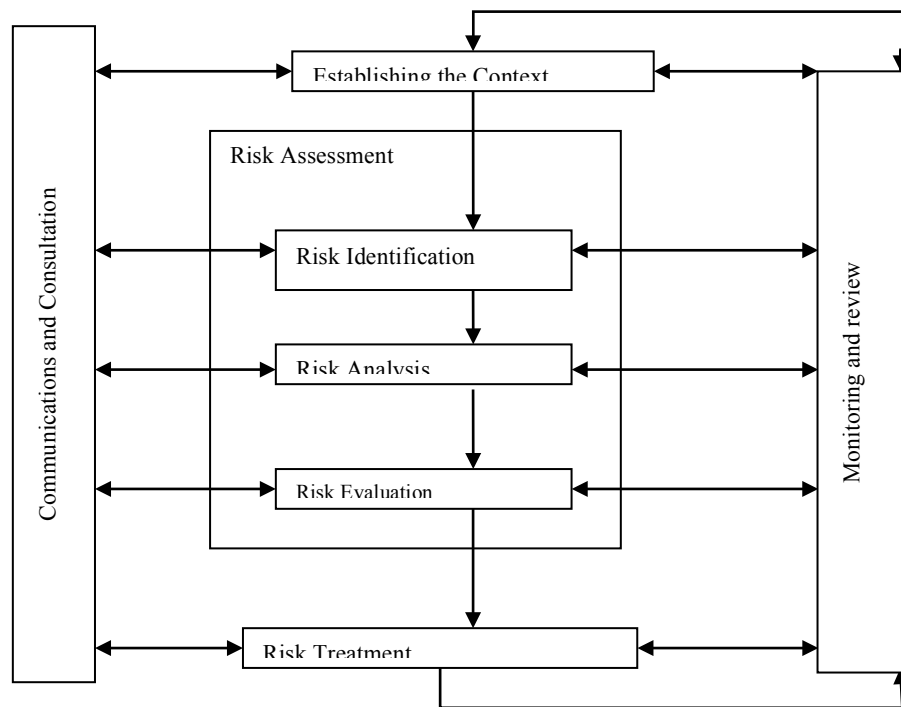 Establishing the Context
Risk Assessment
Communications and Consultation
Risk Identification
Monitoring and review
Risk Analysis
Risk Evaluation
Risk Treatment